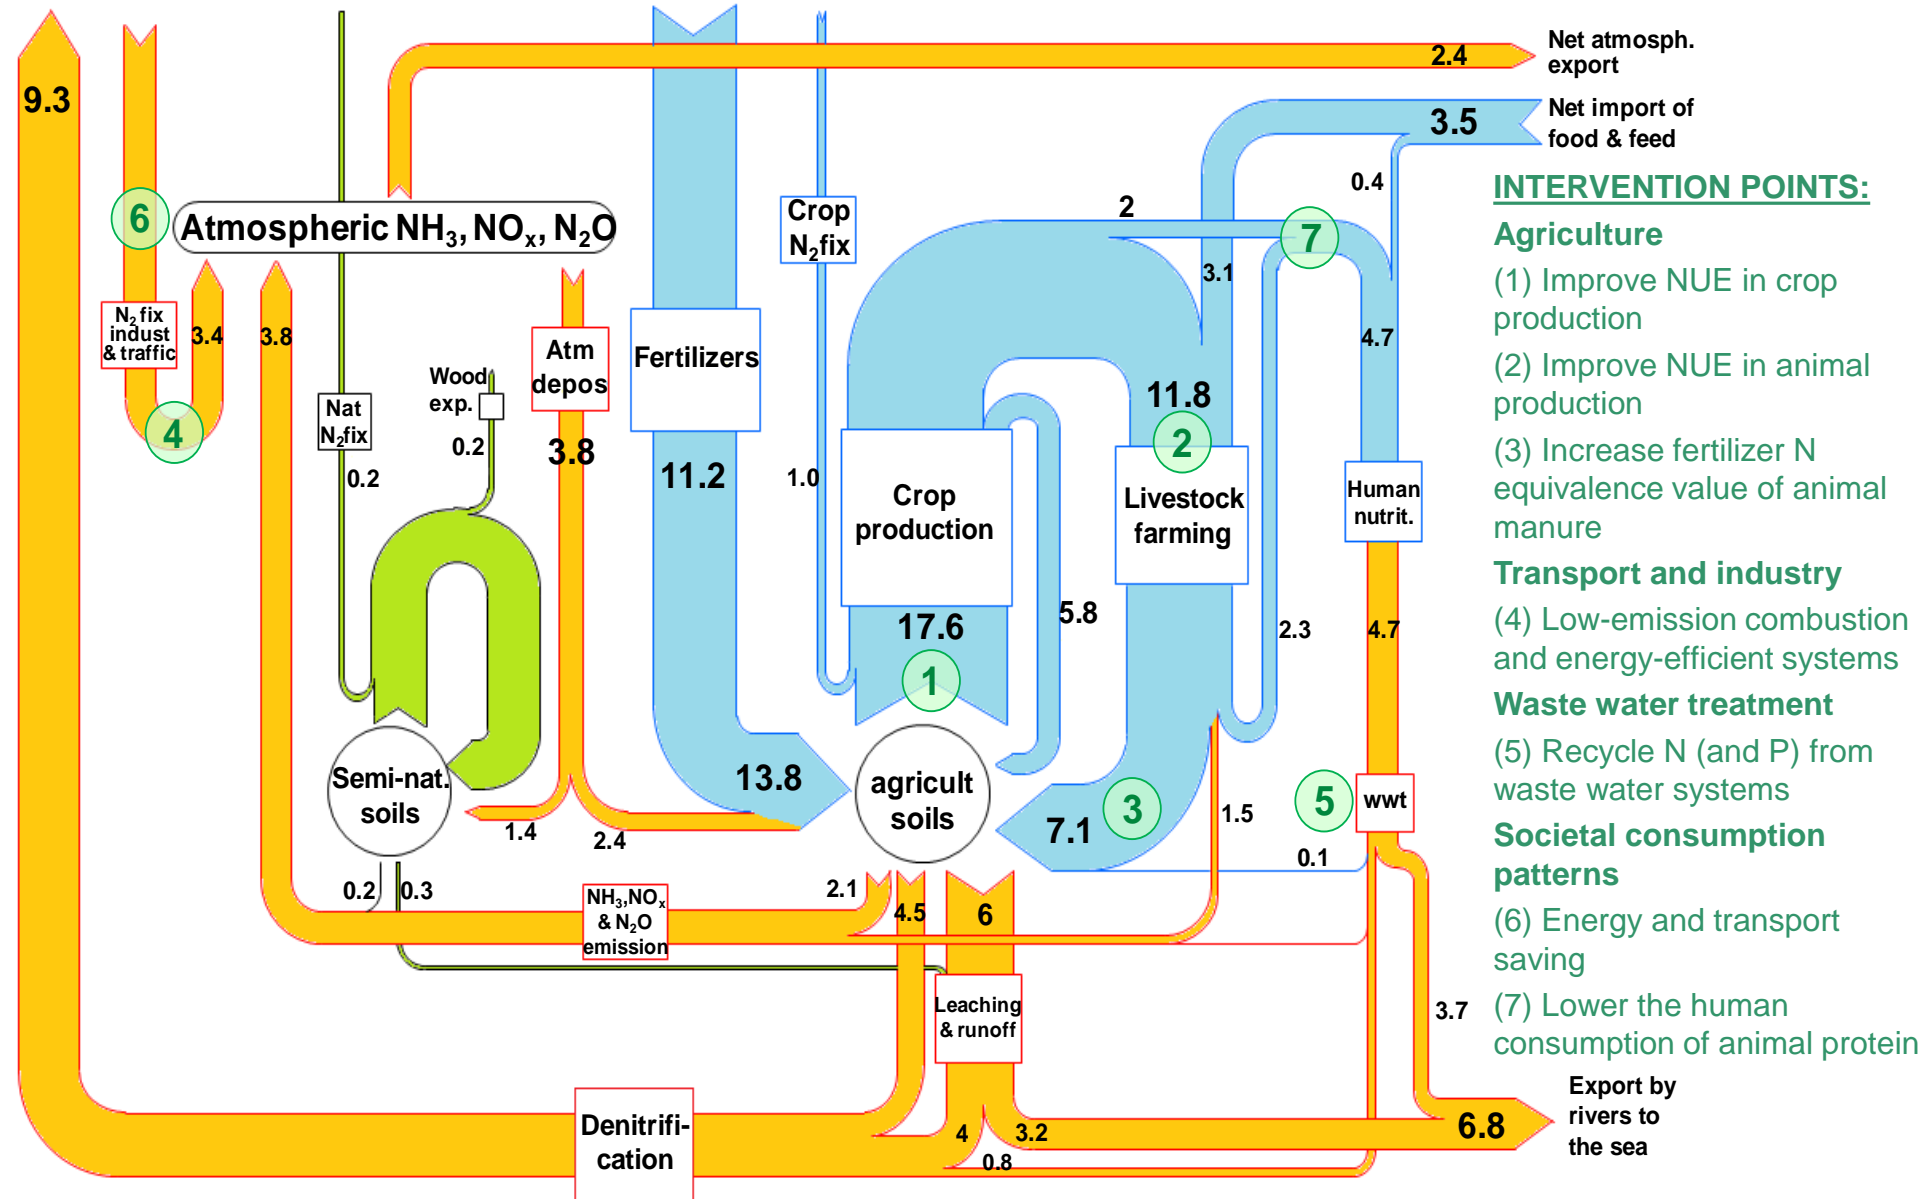 Net atmosph.
export
2.4
9.3
Net import of
food & feed
3.5
0.4
INTERVENTION POINTS:
Agriculture
(1) Improve NUE in crop
production
(2) Improve NUE in animal
production
(3) Increase fertilizer N
equivalence value of animal
manure
Transport and industry
(4) Low-emission combustion
and energy-efficient systems
Waste water treatment
(5) Recycle N (and P) from
waste water systems
Societal consumption
patterns
(6) Energy and transport
saving
(7) Lower the human
consumption of animal protein
6
Atmospheric NH₃, NOₓ, N₂O
Crop
N₂fix
2
7
3.1
N₂ fix
indust
& traffic
3.4
3.8
Atm
depos
Fertilizers
4.7
Wood
exp.
Nat
N₂fix
4
0.2
0.2
3.8
11.2
1.0
11.8
2
Crop
production
Livestock
farming
Human
nutrit.
17.6
1
5.8
2.3
4.7
Semi-nat.
soils
13.8
agricult
soils
7.1
3
1.5
5
wwt
1.4
2.4
0.1
0.2
0.3
NH₃,NOₓ
& N₂O
emission
2.1
4.5
6
Leaching
& runoff
3.7
Denitrifi-
cation
4
3.2
0.8
6.8
Export by
rivers to
the sea